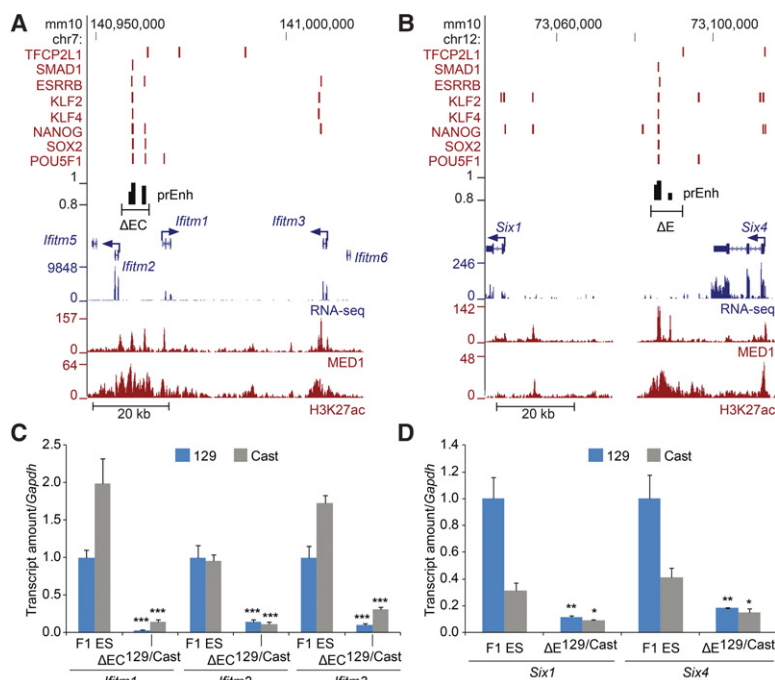 A
mm10
140,950,000
141,000,000
chr7:
TFCP2L1
SMAD1
ESRRB
KLF2
KLF4
NANOG
SOX2
POU5F1
1
0.8
prEnh
ΔEC
Ifitm1
Ifitm3
Ifitm5
Ifitm2
Ifitm6
9848
0
RNA-seq
157
0
MED1
64
0
H3K27ac
20 kb
B
mm10
73,060,000
73,100,000
chr12:
TFCP2L1
SMAD1
ESRRB
KLF2
KLF4
NANOG
SOX2
POU5F1
1
0.8
prEnh
ΔE
Six1
Six4
246
0
RNA-seq
142
0
MED1
48
0
H3K27ac
20 kb
C
129 Cast
Transcript amount/Gapdh
2.5
2.0
1.5
1.0
0.5
0.0
*** *** *** *** *** ***
F1 ES F1 ES F1 ES
ΔEC129/Cast ΔEC129/Cast ΔEC129/Cast
Ifitm1 Ifitm2 Ifitm3
D
129 Cast
Transcript amount/Gapdh
1.4
1.2
1.0
0.8
0.6
0.4
0.2
0.0
** * ** *
F1 ES ΔE129/Cast F1 ES ΔE129/Cast
Six1 Six4